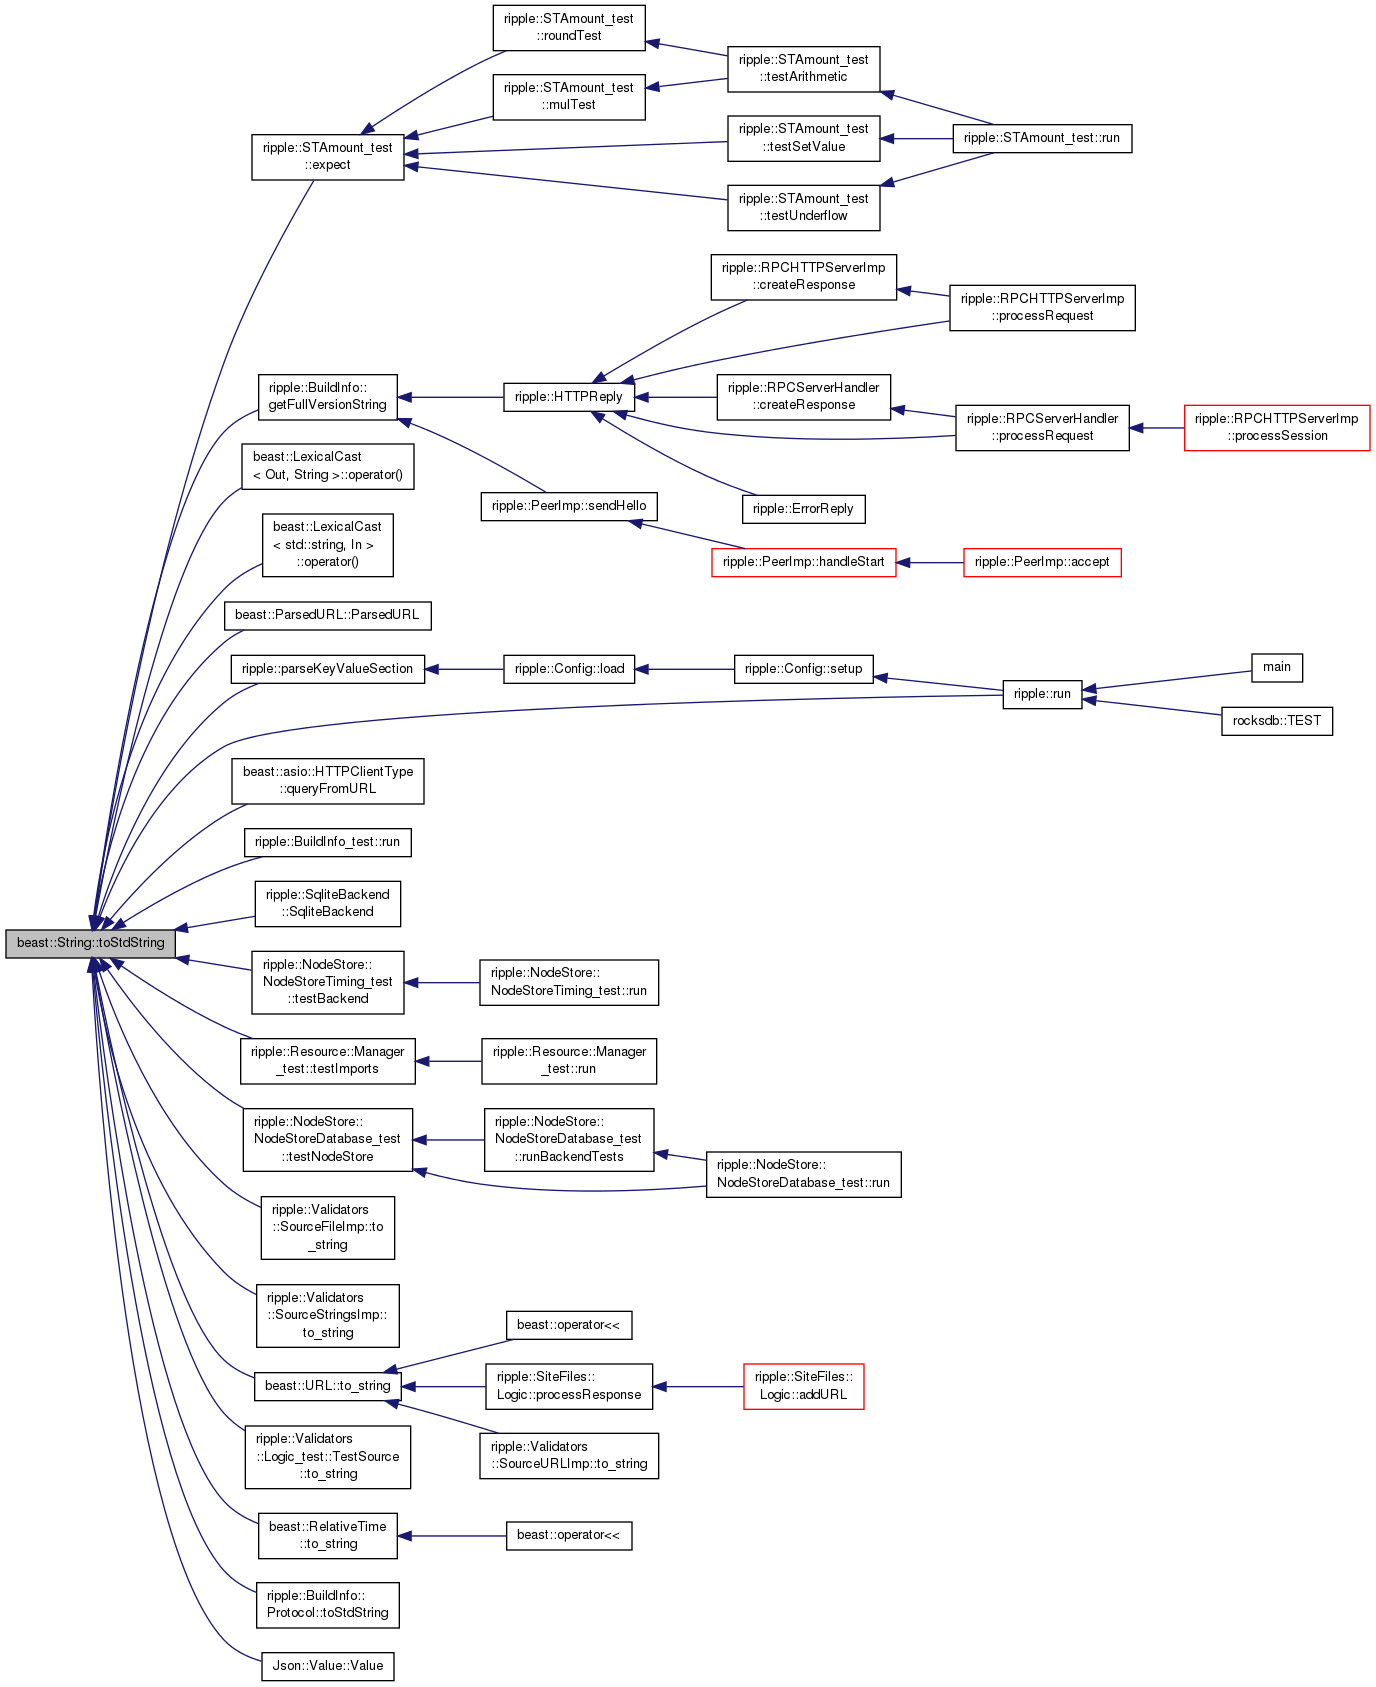 ripple::STAmount_test
::roundTest
ripple::STAmount_test
::testArithmetic
ripple::STAmount_test
::mulTest
ripple::STAmount_test
::testSetValue
ripple::STAmount_test::run
ripple::STAmount_test
::expect
ripple::STAmount_test
::testUnderflow
ripple::RPCHTTPServerImp
::createResponse
ripple::RPCHTTPServerImp
::processRequest
ripple::BuildInfo::
getFullVersionString
ripple::HTTPReply
ripple::RPCServerHandler
::createResponse
ripple::RPCServerHandler
::processRequest
ripple::RPCHTTPServerImp
::processSession
beast::LexicalCast
< Out, String >::operator()
ripple::PeerImp::sendHello
ripple::ErrorReply
beast::LexicalCast
< std::string, In >
::operator()
ripple::PeerImp::handleStart
ripple::PeerImp::accept
beast::ParsedURL::ParsedURL
ripple::parseKeyValueSection
ripple::Config::load
ripple::Config::setup
ripple::run
main
rocksdb::TEST
beast::asio::HTTPClientType
::queryFromURL
ripple::BuildInfo_test::run
ripple::SqliteBackend
::SqliteBackend
beast::String::toStdString
ripple::NodeStore::
NodeStoreTiming_test
::testBackend
ripple::NodeStore::
NodeStoreTiming_test::run
ripple::Resource::Manager
_test::testImports
ripple::Resource::Manager
_test::run
ripple::NodeStore::
NodeStoreDatabase_test
::testNodeStore
ripple::NodeStore::
NodeStoreDatabase_test
::runBackendTests
ripple::NodeStore::
NodeStoreDatabase_test::run
ripple::Validators
::SourceFileImp::to
_string
ripple::Validators
::SourceStringsImp::
to_string
beast::operator<<
beast::URL::to_string
ripple::SiteFiles::
Logic::processResponse
ripple::SiteFiles::
Logic::addURL
ripple::Validators
::Logic_test::TestSource
::to_string
ripple::Validators
::SourceURLImp::to_string
beast::RelativeTime
::to_string
beast::operator<<
ripple::BuildInfo::
Protocol::toStdString
Json::Value::Value